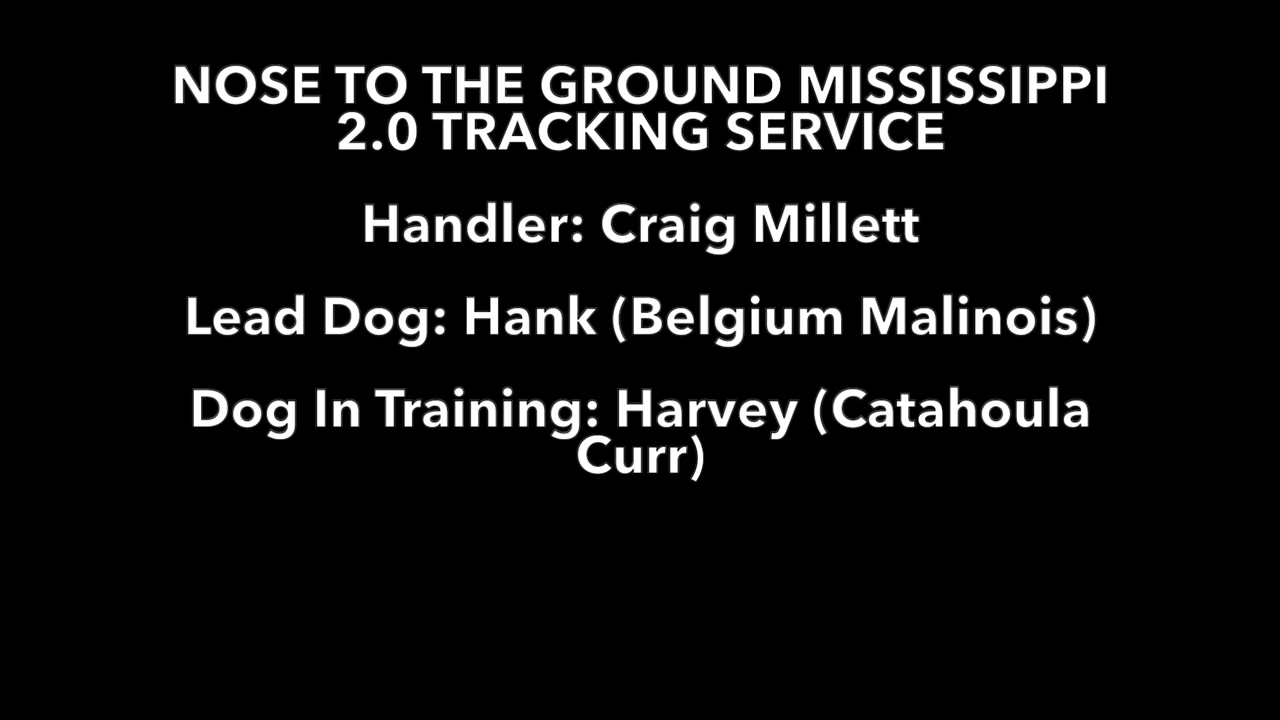 NOSE TO THE GROUND MISSISSIPPI
2.0 TRACKING SERVICE
Handler: Craig Millett
Lead Dog: Hank (Belgium Malinois)
Dog In Training: Harvey (Catahoula
Curr)